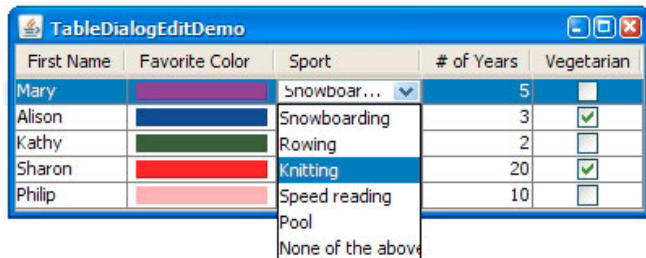 TableDialogEditDemo
First Name Favorite Color Sport # of Years Vegetarian
Mary Snowboar... 5
Alison Snowboarding 3
Kathy Rowing 2
Sharon Knitting 20
Philip Speed reading 10
Pool
None of the above